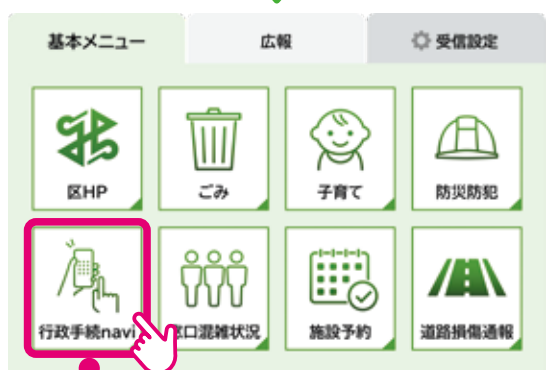 基本メニュー
広報
受信設定
区HP
ごみ
子育て
防災防犯
行政手続navi
口混雑状況
施設予約
道路損傷通報